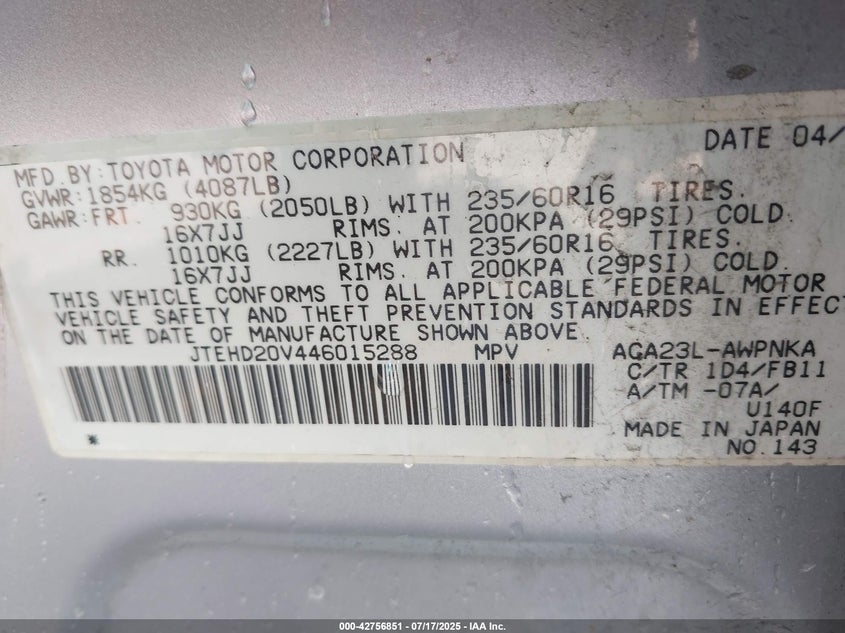 DATE 04/
MFD. BY: TOYOTA MOTOR CORPORATION
GVWR: 1854KG (4087LB)
GAWR: FRT. 930KG (2050LB) WITH 235/60R16 TIRES.
16X7JJ RIMS. AT 200KPA (29PSI) COLD.
RR. 1010KG (2227LB) WITH 235/60R16 TIRES.
16X7JJ RIMS. AT 200KPA (29PSI) COLD.
THIS VEHICLE CONFORMS TO ALL APPLICABLE FEDERAL MOTOR
VEHICLE SAFETY AND THEFT PREVENTION STANDARDS IN EFFEC
ON THE DATE OF MANUFACTURE SHOWN ABOVE.
JTEHD20V446015288 MPV ACA23L-AWPNKA
C/TR 1D4/FB11
A/TM -07A/
U140F
MADE IN JAPAN
NO. 143
*
000-42756851 | 07/17/2025 | IAA Inc.